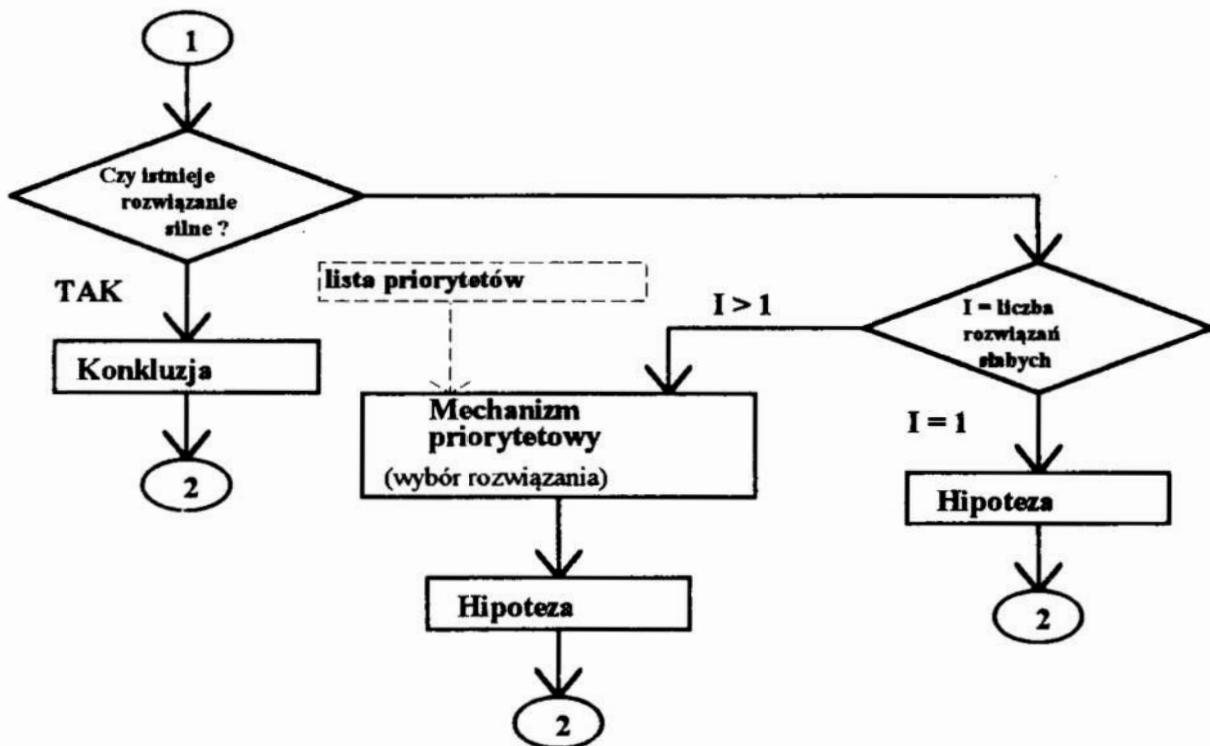 1
Czy istnieje
rozwiązanie
silne ?
TAK
Konkluzja
2
lista priorytetów
I > 1
I = liczba
rozwiązań
słabych
Mechanizm
priorytetowy
(wybór rozwiązania)
I = 1
Hipoteza
2
Hipoteza
2